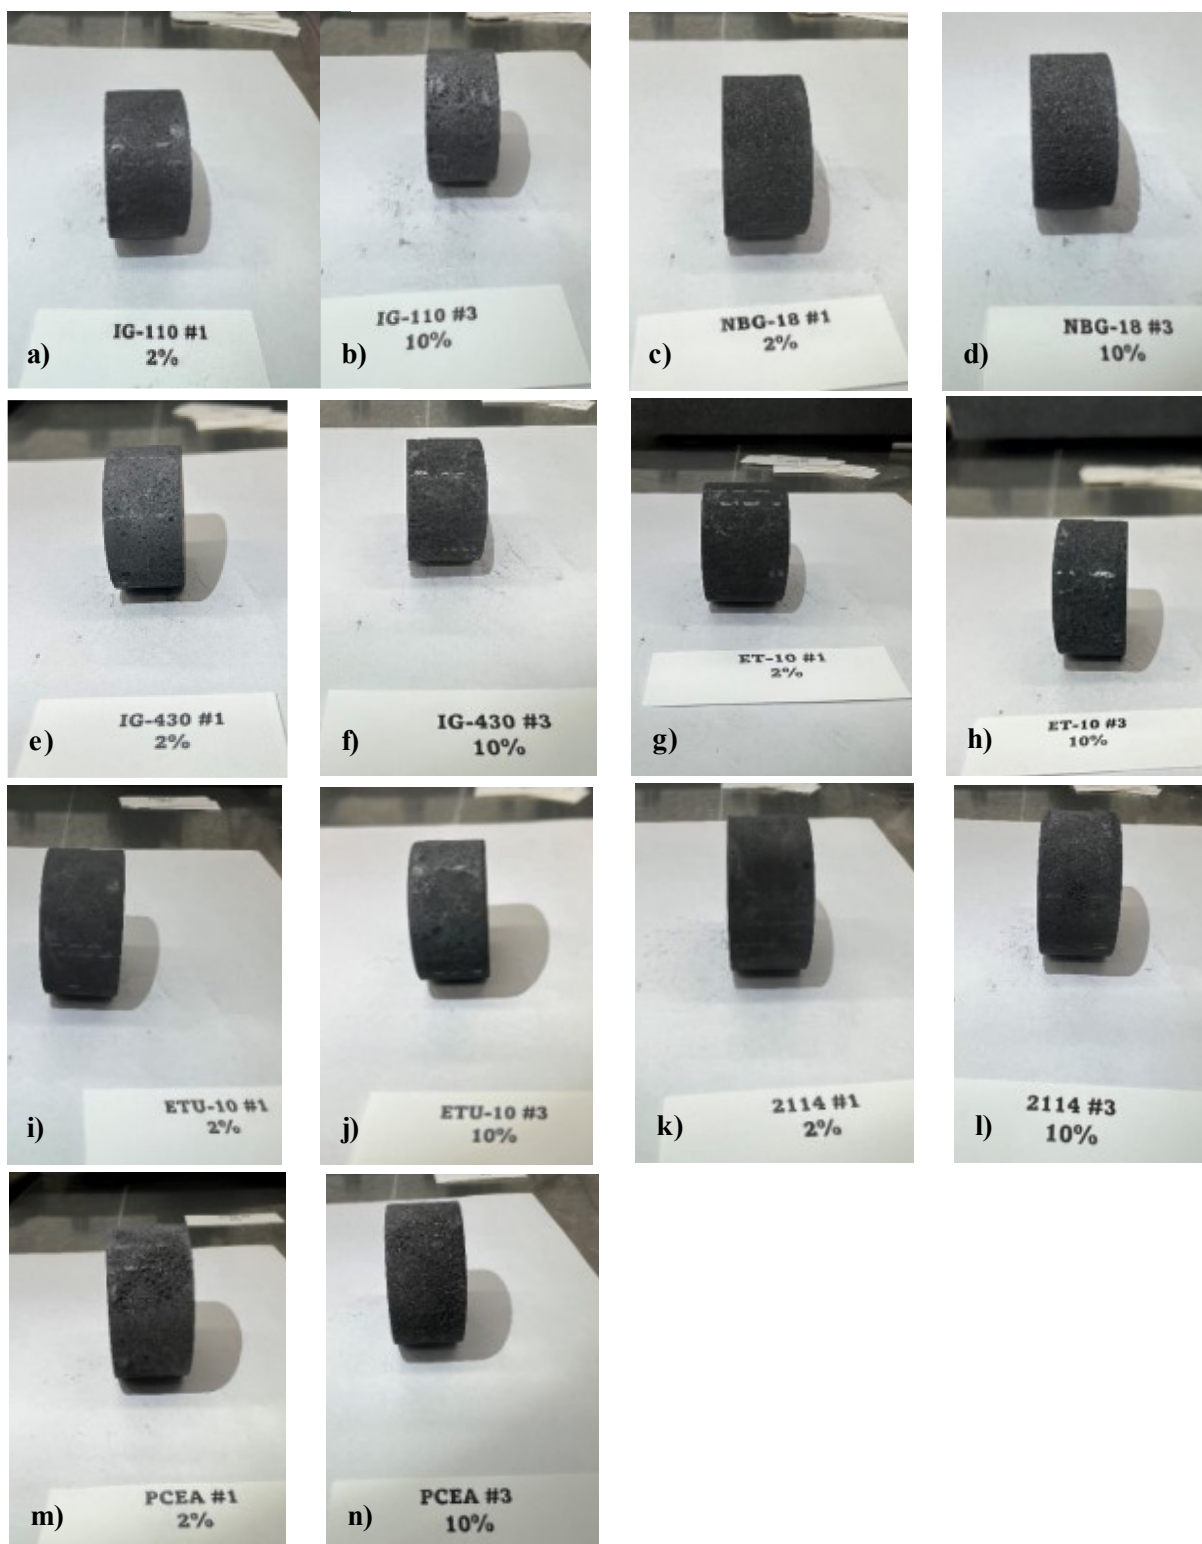 IG-110 #1
2%
a)
IG-110 #3
10%
b)
NBG-18 #1
2%
c)
NBG-18 #3
10%
d)
IG-430 #1
2%
e)
IG-430 #3
10%
f)
ET-10 #1
2%
g)
ET-10 #3
10%
h)
ETU-10 #1
2%
i)
ETU-10 #3
10%
j)
2114 #1
2%
k)
2114 #3
10%
l)
PCEA #1
2%
m)
PCEA #3
10%
n)